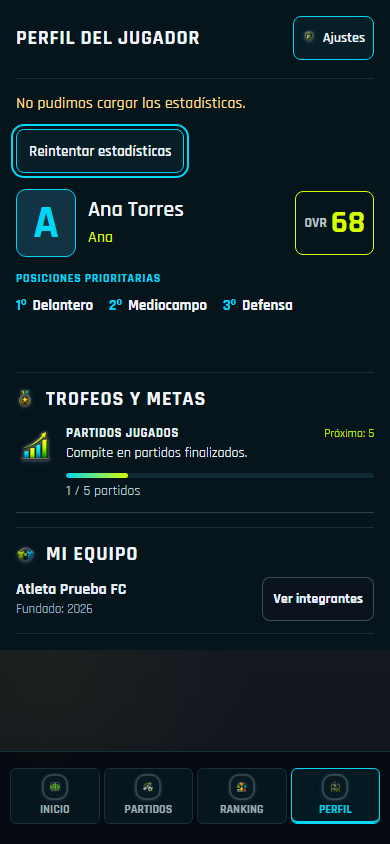 PERFIL DEL JUGADOR
Ajustes
No pudimos cargar las estadísticas.
Reintentar estadísticas
A
Ana Torres
Ana
OVR 68
POSICIONES PRIORITARIAS
1º Delantero 2º Mediocampo 3º Defensa
TROFEOS Y METAS
PARTIDOS JUGADOS
Próximo: 5
Compite en partidos finalizados.
1 / 5 partidos
MI EQUIPO
Atleta Prueba FC
Fundado: 2026
Ver integrantes
INICIO
PARTIDOS
RANKING
PERFIL